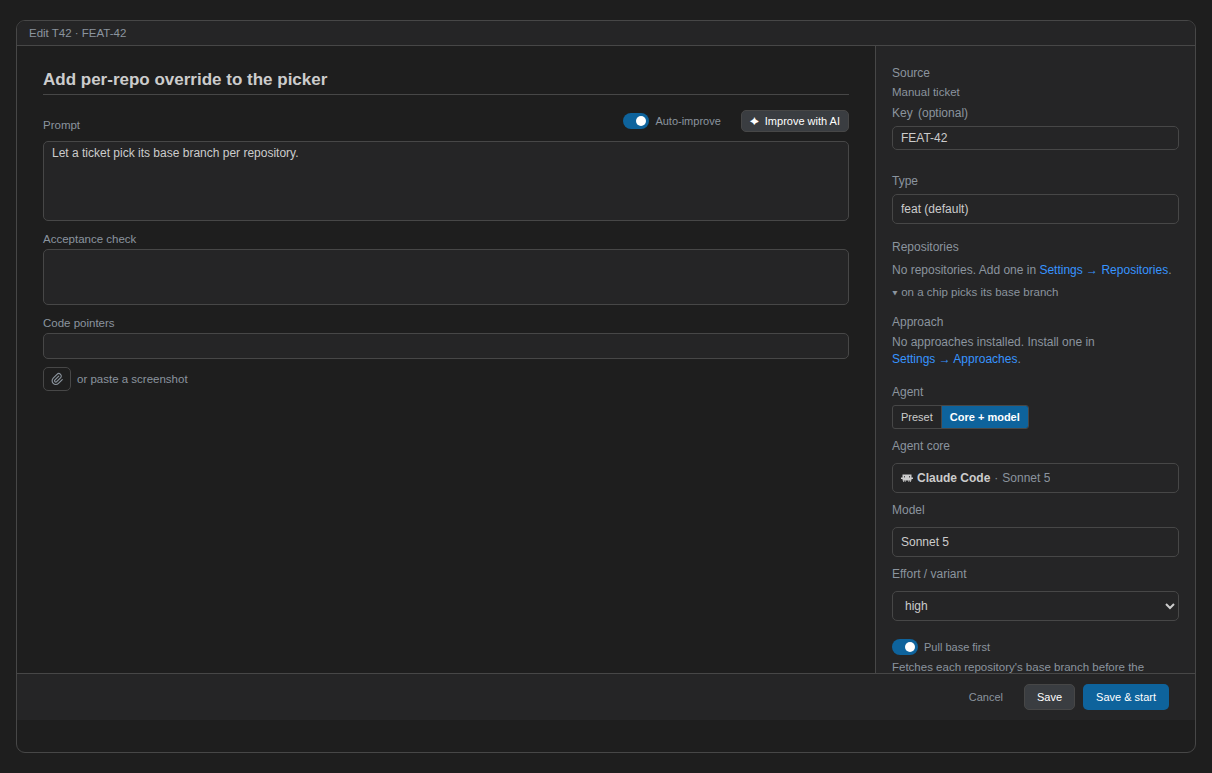 Edit T42 · FEAT-42
Add per-repo override to the picker
Prompt
Auto-improve
Improve with AI
Let a ticket pick its base branch per repository.
Acceptance check
Code pointers
or paste a screenshot
Source
Manual ticket
Key (optional)
FEAT-42
Type
feat (default)
Repositories
No repositories. Add one in Settings → Repositories.
▾ on a chip picks its base branch
Approach
No approaches installed. Install one in
Settings → Approaches.
Agent
Preset
Core + model
Agent core
Claude Code · Sonnet 5
Model
Sonnet 5
Effort / variant
high
Pull base first
Fetches each repository's base branch before the
Cancel
Save
Save & start